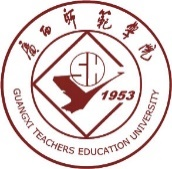 广西师范学院
1953
GUANGXI TEACHERS EDUCATION UNIVERSITY